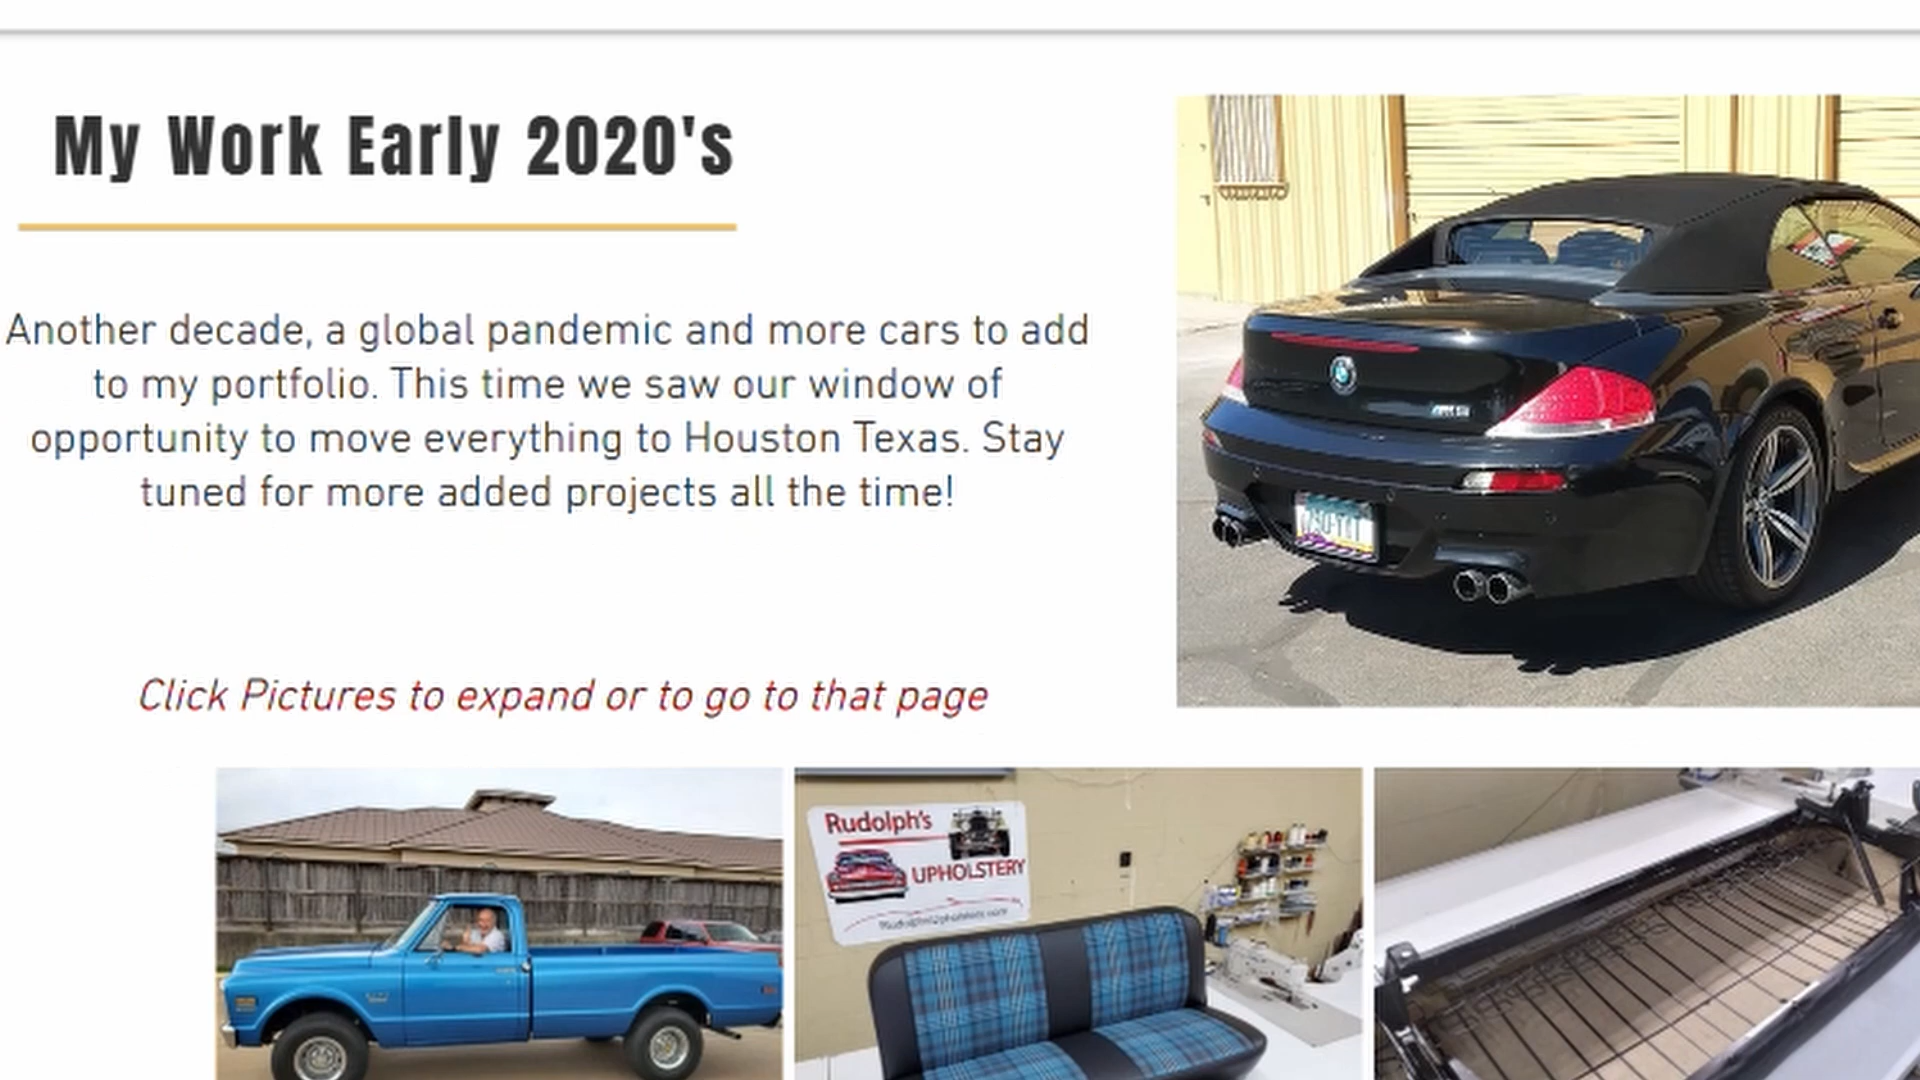 My Work Early 2020's
Another decade, a global pandemic and more cars to add
to my portfolio. This time we saw our window of
opportunity to move everything to Houston Texas. Stay
tuned for more added projects all the time!
Click Pictures to expand or to go to that page
Rudolph's
UPHOLSTERY